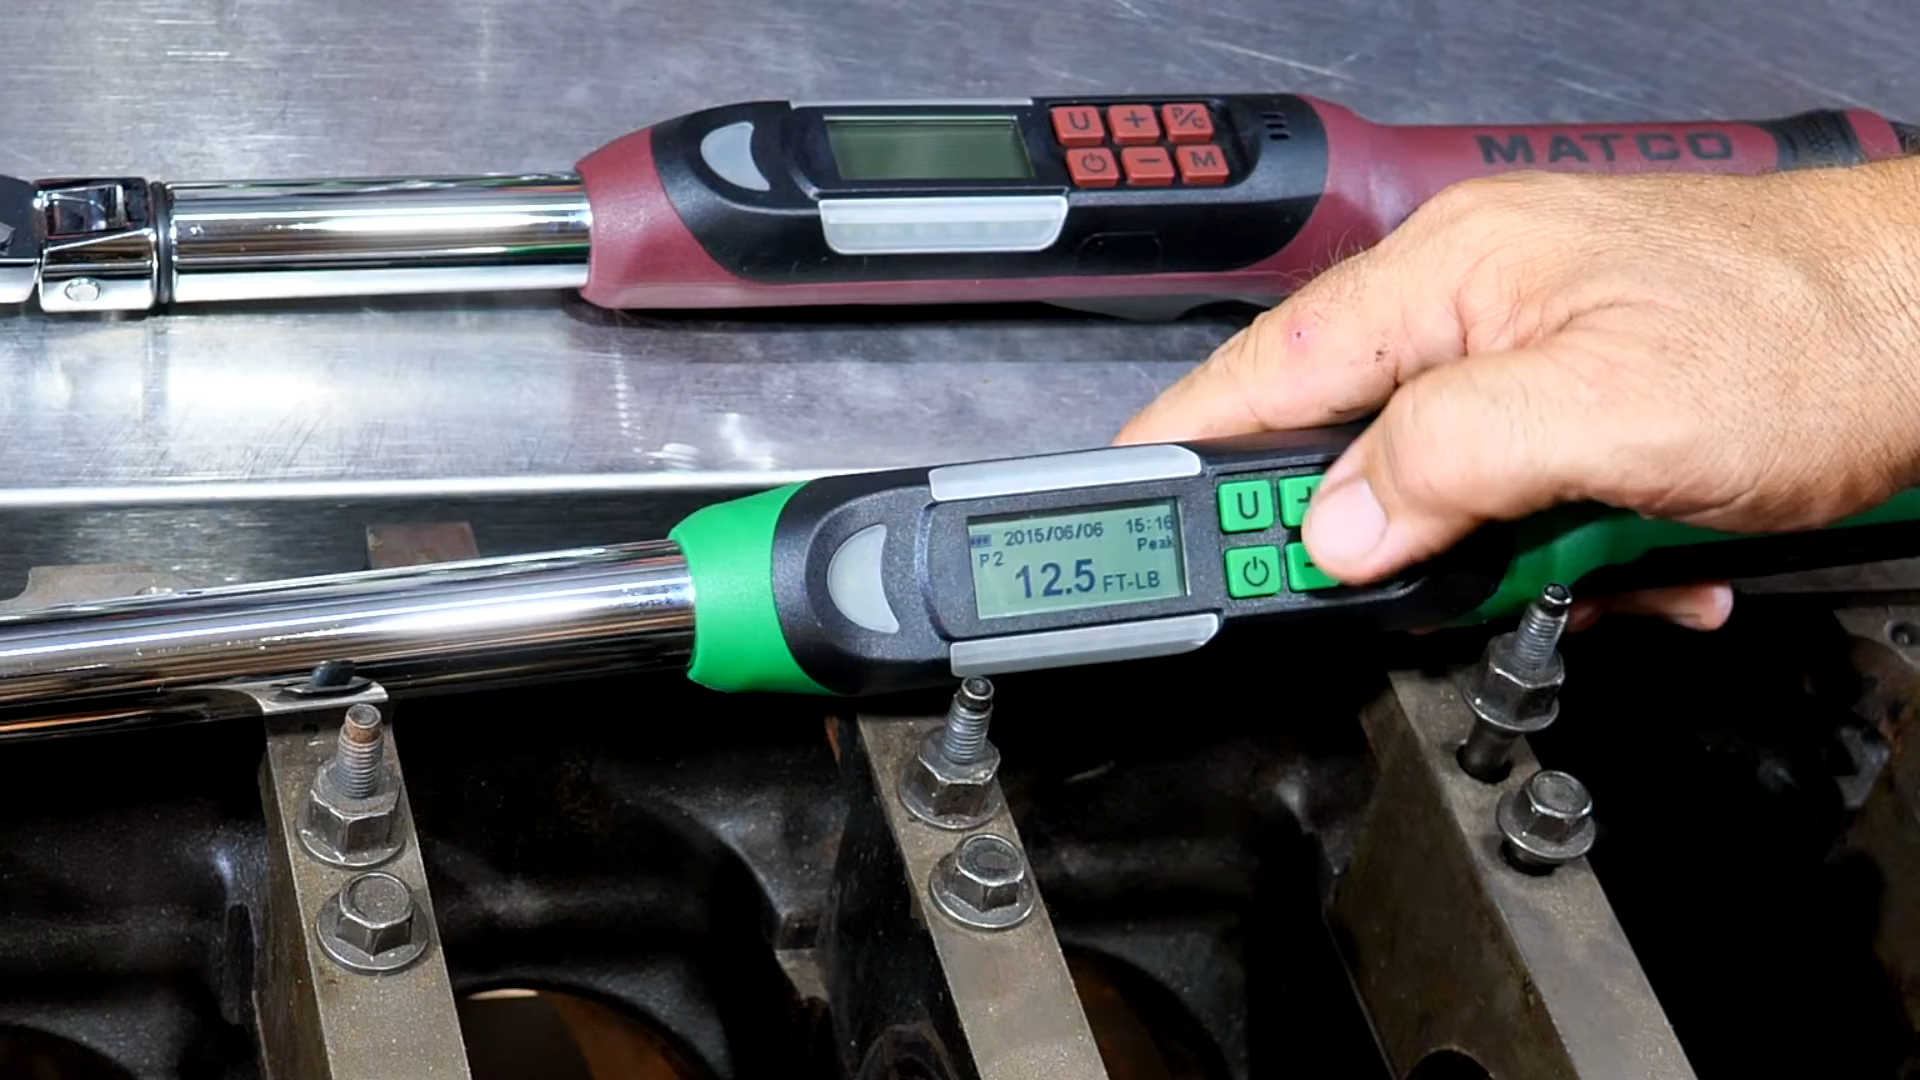 U + P/C
MATCO
− M
2015/06/06 15:16
Peak
P2
12.5 FT-LB
U +
−